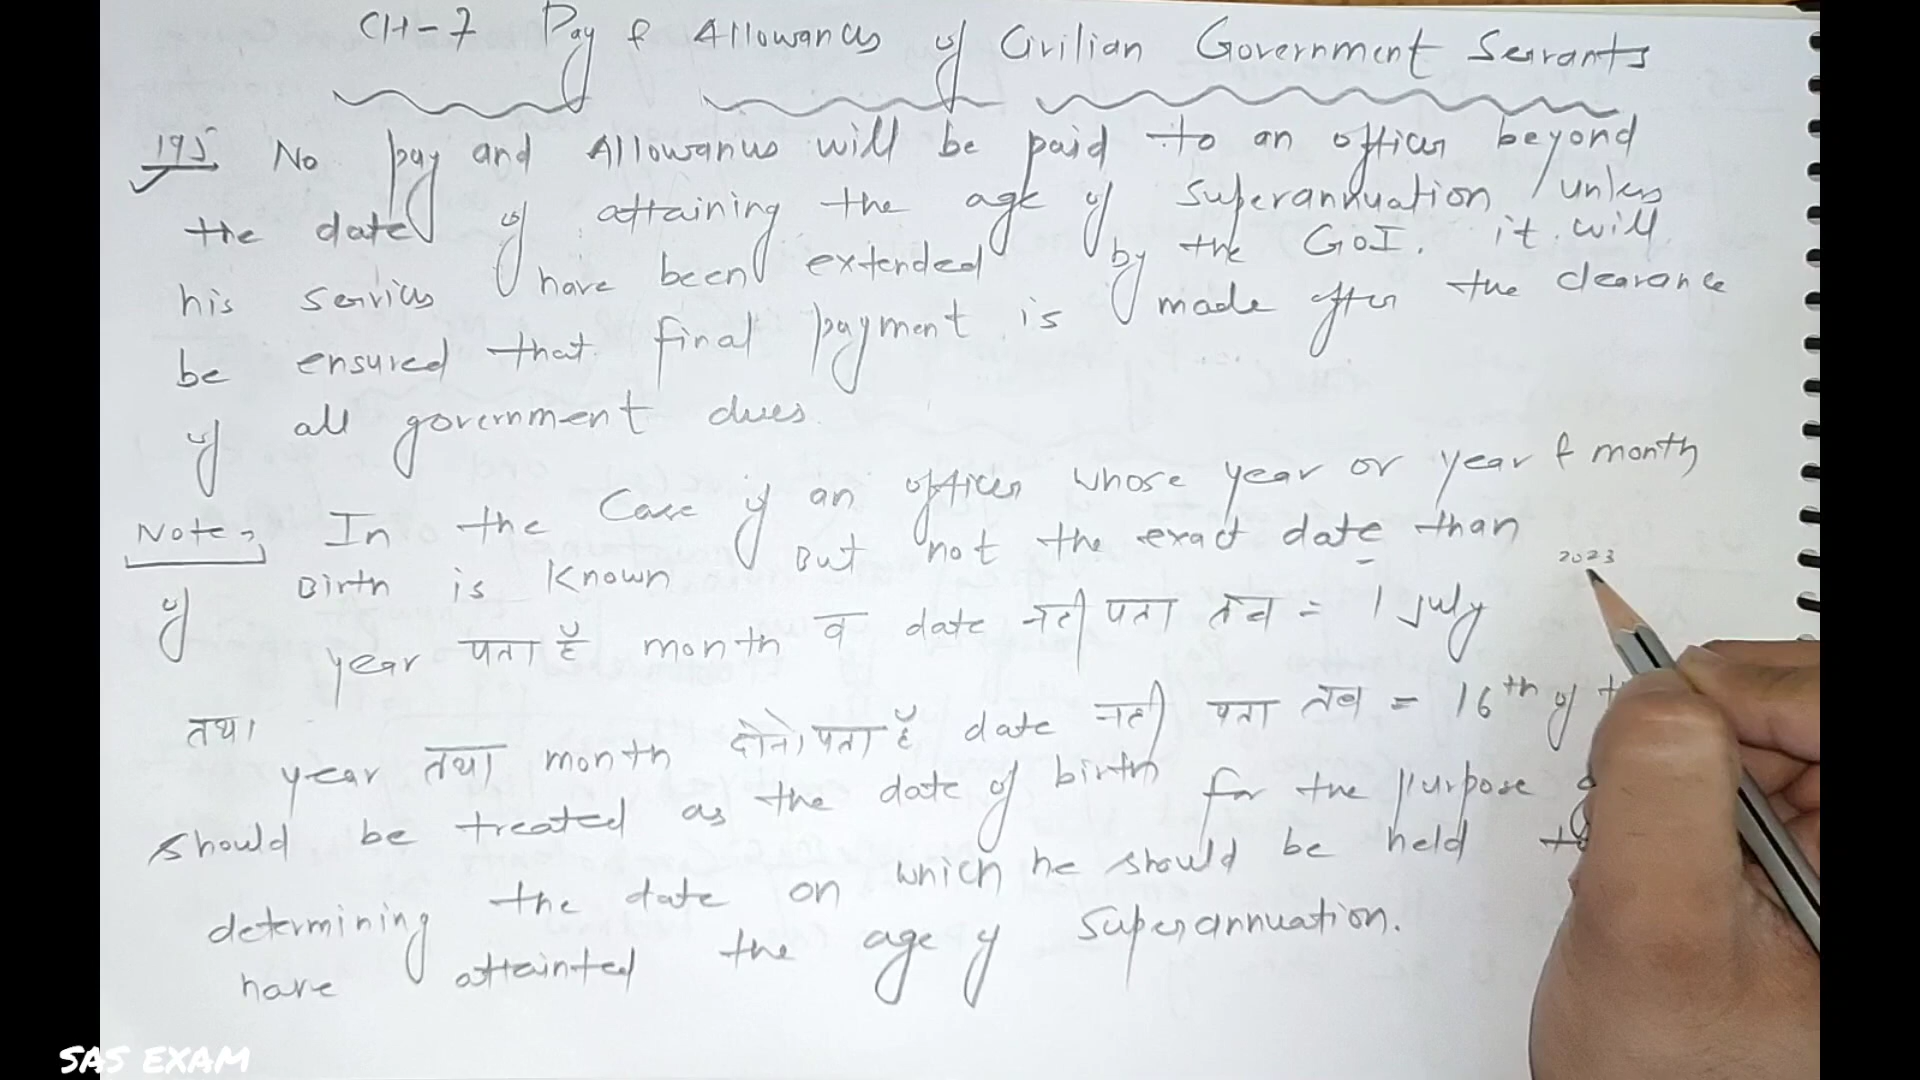 CH-7 Pay & Allowances of Civilian Government Servants
195 No pay and Allowances will be paid to an officer beyond
the date of attaining the age of superannuation, unless
his services have been extended by the GOI. it will
be ensured that final payment is made after the clearance
of all government dues.
Note → In the Case of an officer whose year or year & month
of Birth is known But not the exact date than
2023
year पता है month व date नही पता तब = 1 July
तथा
year तथा month दोनो पता है date नही पता तब = 16th of
should be treated as the date of birth for the purpose
determining the date on which he should be held
have attainted the age of superannuation.
SAS EXAM